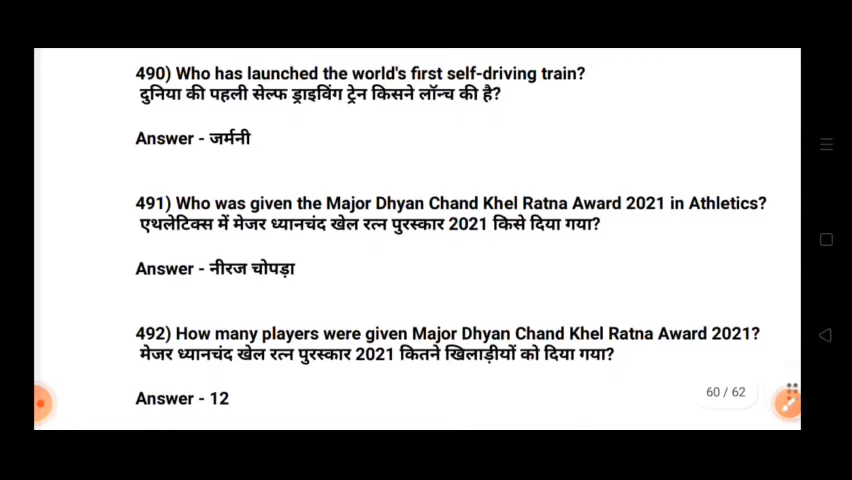 490) Who has launched the world's first self-driving train?
दुनिया की पहली सेल्फ ड्राइविंग ट्रेन किसने लॉन्च की है?
Answer - जर्मनी
491) Who was given the Major Dhyan Chand Khel Ratna Award 2021 in Athletics?
एथलेटिक्स में मेजर ध्यानचंद खेल रत्न पुरस्कार 2021 किसे दिया गया?
Answer - नीरज चोपड़ा
492) How many players were given Major Dhyan Chand Khel Ratna Award 2021?
मेजर ध्यानचंद खेल रत्न पुरस्कार 2021 कितने खिलाड़ीयों को दिया गया?
Answer - 12
60 / 62